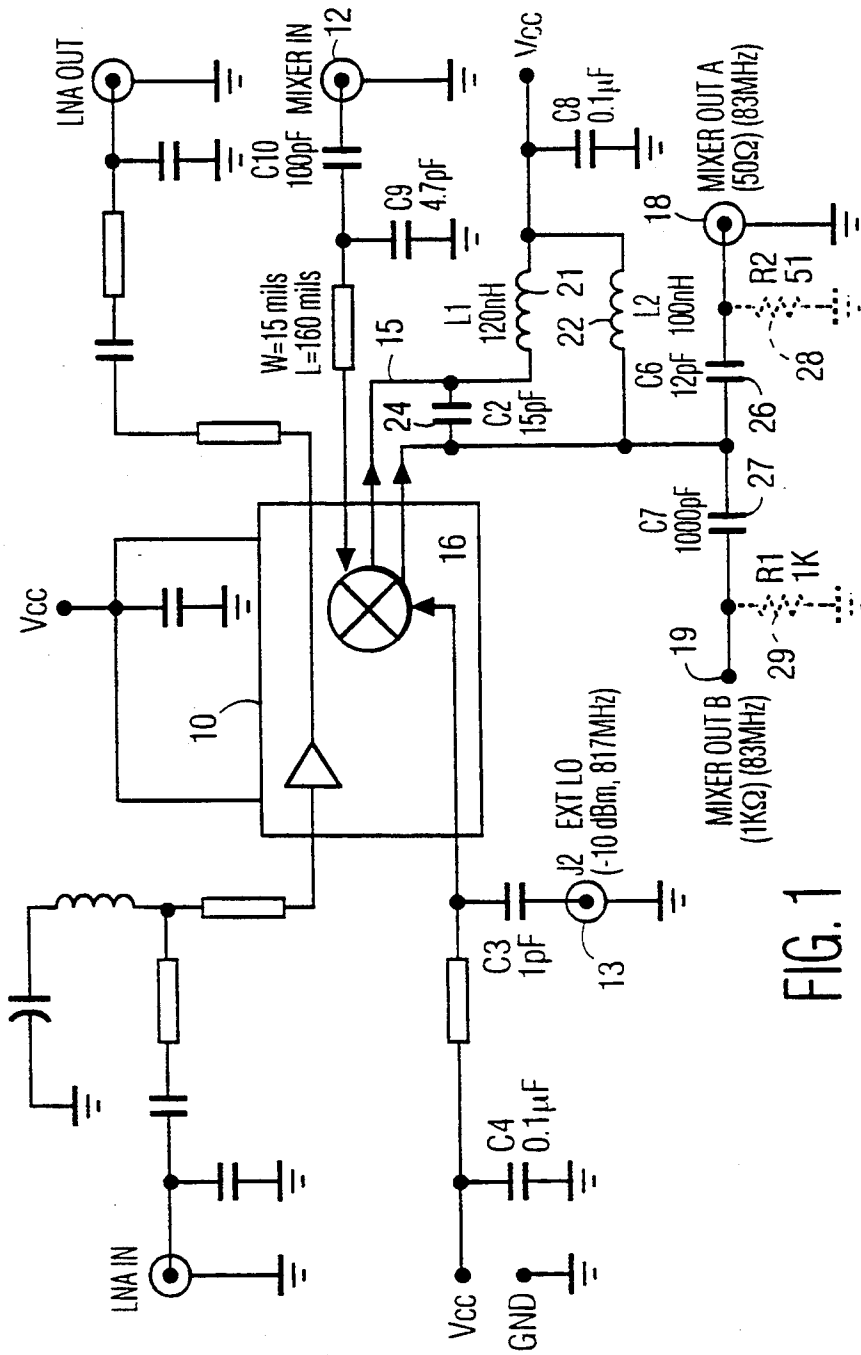 LNA OUT
C10
100pF
MIXER IN
12
W=15 mils
L=160 mils
C9
4.7pF
Vcc
10
16
15
24
C2
15pF
L1
120nH
21
22
L2
100nH
C8
0.1μF
Vcc
C6
12pF
26
18
MIXER OUT A
(50Ω) (83MHz)
R2
51
28
C7
1000pF
27
R1
1K
29
19
MIXER OUT B
(1KΩ) (83MHz)
LNA IN
C3
1pF
J2
EXT LO
(-10 dBm, 817MHz)
13
C4
0.1μF
Vcc
GND
FIG. 1